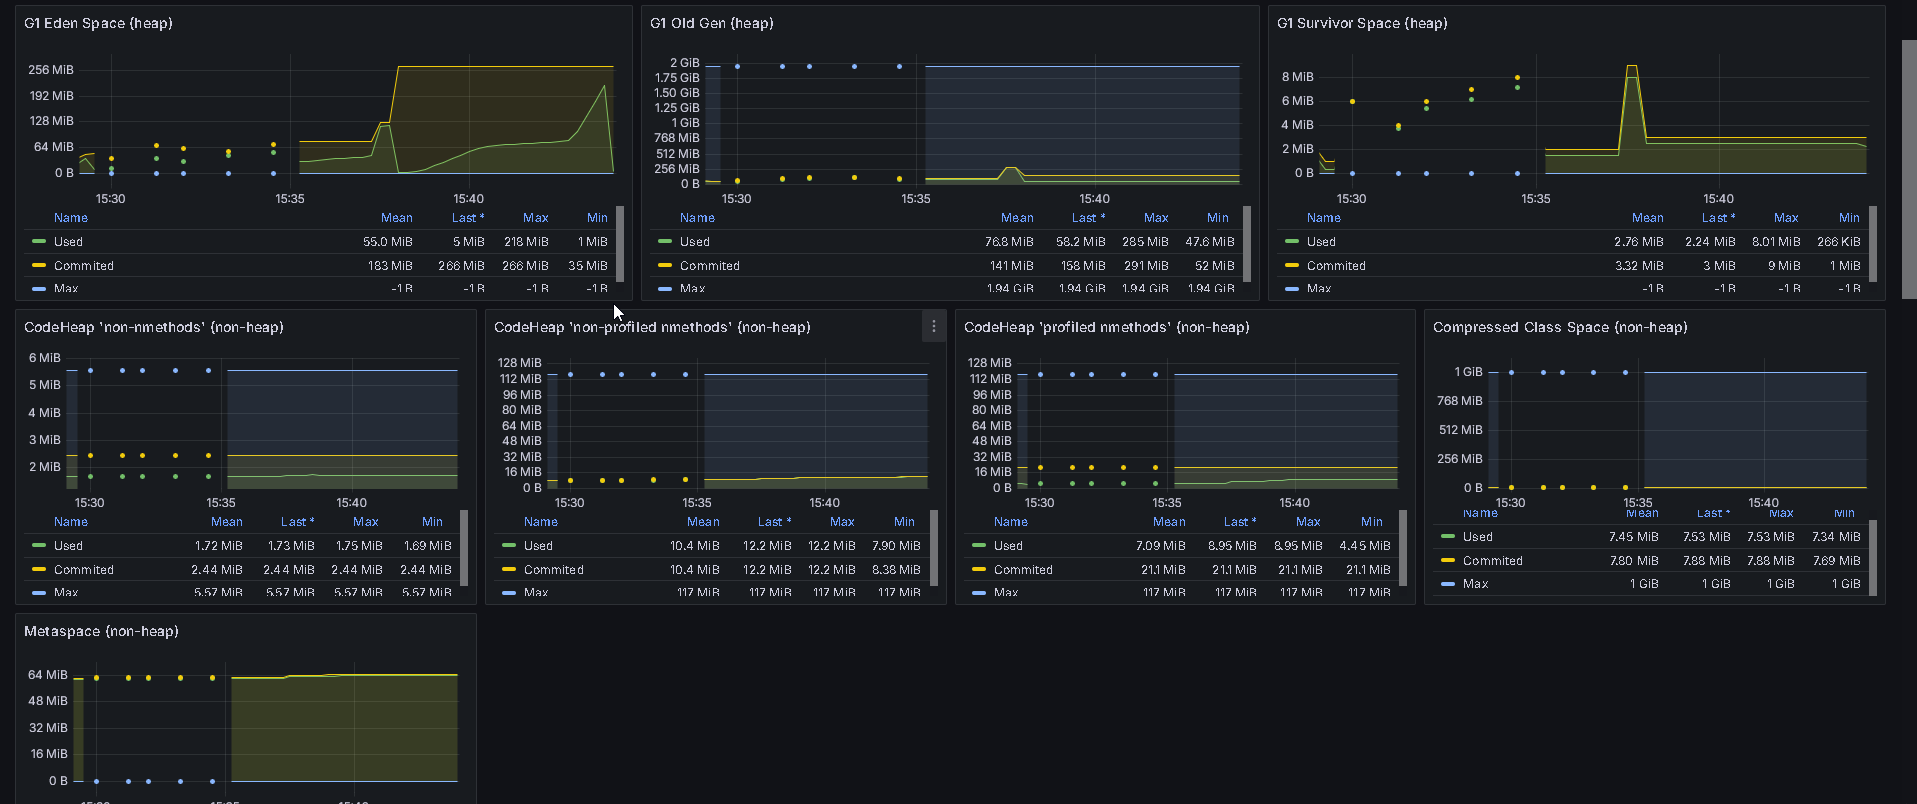 G1 Eden Space (heap)
256 MiB
192 MiB
128 MiB
64 MiB
0 B
15:30 15:35 15:40
Name Mean Last * Max Min
Used 55.0 MiB 5 MiB 218 MiB 1 MiB
Commited 183 MiB 266 MiB 266 MiB 35 MiB
Max -1 B -1 B -1 B -1 B
G1 Old Gen (heap)
2 GiB
1.75 GiB
1.50 GiB
1.25 GiB
1 GiB
768 MiB
512 MiB
256 MiB
0 B
15:30 15:35 15:40
Name Mean Last * Max Min
Used 76.8 MiB 58.2 MiB 285 MiB 47.6 MiB
Commited 141 MiB 158 MiB 291 MiB 52 MiB
Max 1.94 GiB 1.94 GiB 1.94 GiB 1.94 GiB
G1 Survivor Space (heap)
8 MiB
6 MiB
4 MiB
2 MiB
0 B
15:30 15:35 15:40
Name Mean Last * Max Min
Used 2.76 MiB 2.24 MiB 8.01 MiB 266 KiB
Commited 3.32 MiB 3 MiB 9 MiB 1 MiB
Max -1 B -1 B -1 B -1 B
CodeHeap 'non-nmethods' (non-heap)
6 MiB
5 MiB
4 MiB
3 MiB
2 MiB
15:30 15:35 15:40
Name Mean Last * Max Min
Used 1.72 MiB 1.73 MiB 1.75 MiB 1.69 MiB
Commited 2.44 MiB 2.44 MiB 2.44 MiB 2.44 MiB
Max 5.57 MiB 5.57 MiB 5.57 MiB 5.57 MiB
CodeHeap 'non-profiled nmethods' (non-heap)
128 MiB
112 MiB
96 MiB
80 MiB
64 MiB
48 MiB
32 MiB
16 MiB
0 B
15:30 15:35 15:40
Name Mean Last * Max Min
Used 10.4 MiB 12.2 MiB 12.2 MiB 7.90 MiB
Commited 10.4 MiB 12.2 MiB 12.2 MiB 8.38 MiB
Max 117 MiB 117 MiB 117 MiB 117 MiB
CodeHeap 'profiled nmethods' (non-heap)
128 MiB
112 MiB
96 MiB
80 MiB
64 MiB
48 MiB
32 MiB
16 MiB
0 B
15:30 15:35 15:40
Name Mean Last * Max Min
Used 7.09 MiB 8.95 MiB 8.95 MiB 4.45 MiB
Commited 21.1 MiB 21.1 MiB 21.1 MiB 21.1 MiB
Max 117 MiB 117 MiB 117 MiB 117 MiB
Compressed Class Space (non-heap)
1 GiB
768 MiB
512 MiB
256 MiB
0 B
15:30 15:35 15:40
Name Mean Last * Max Min
Used 7.45 MiB 7.53 MiB 7.53 MiB 7.34 MiB
Commited 7.80 MiB 7.88 MiB 7.88 MiB 7.69 MiB
Max 1 GiB 1 GiB 1 GiB 1 GiB
Metaspace (non-heap)
64 MiB
48 MiB
32 MiB
16 MiB
0 B